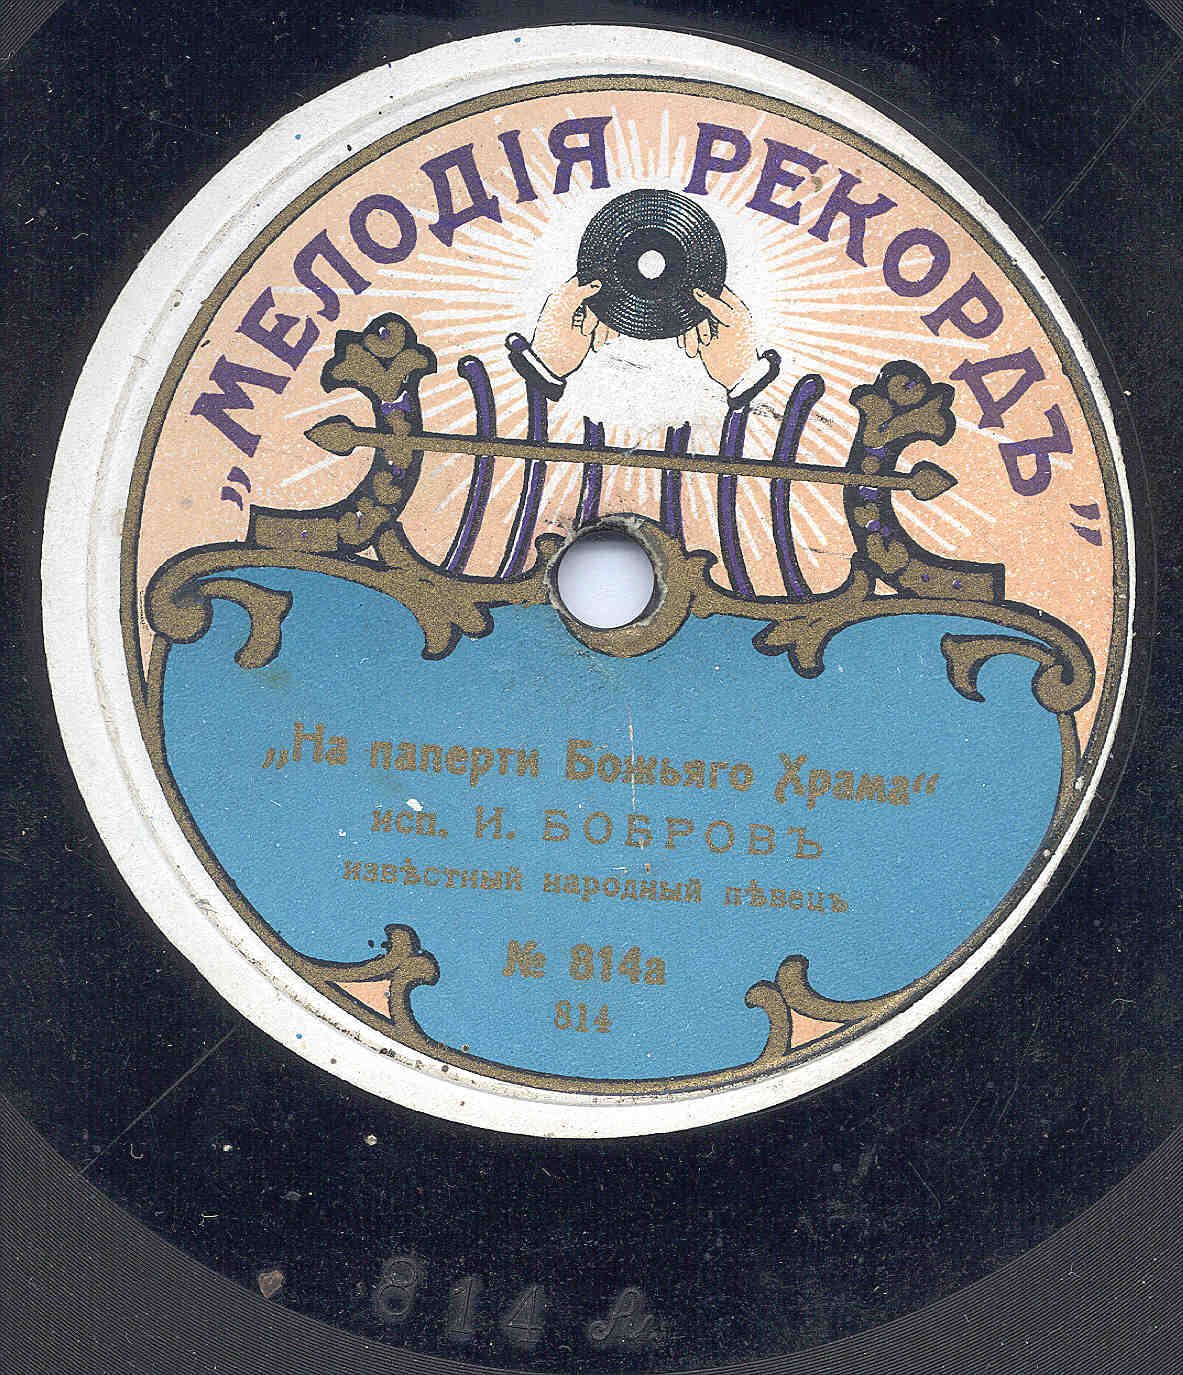 „МЕЛОДІЯ РЕКОРДЪ”
„На паперти Божьяго Храма“
исп. И. БОБРОВЪ
извѣстный народный пѣвецъ
№ 814а
814
814 A